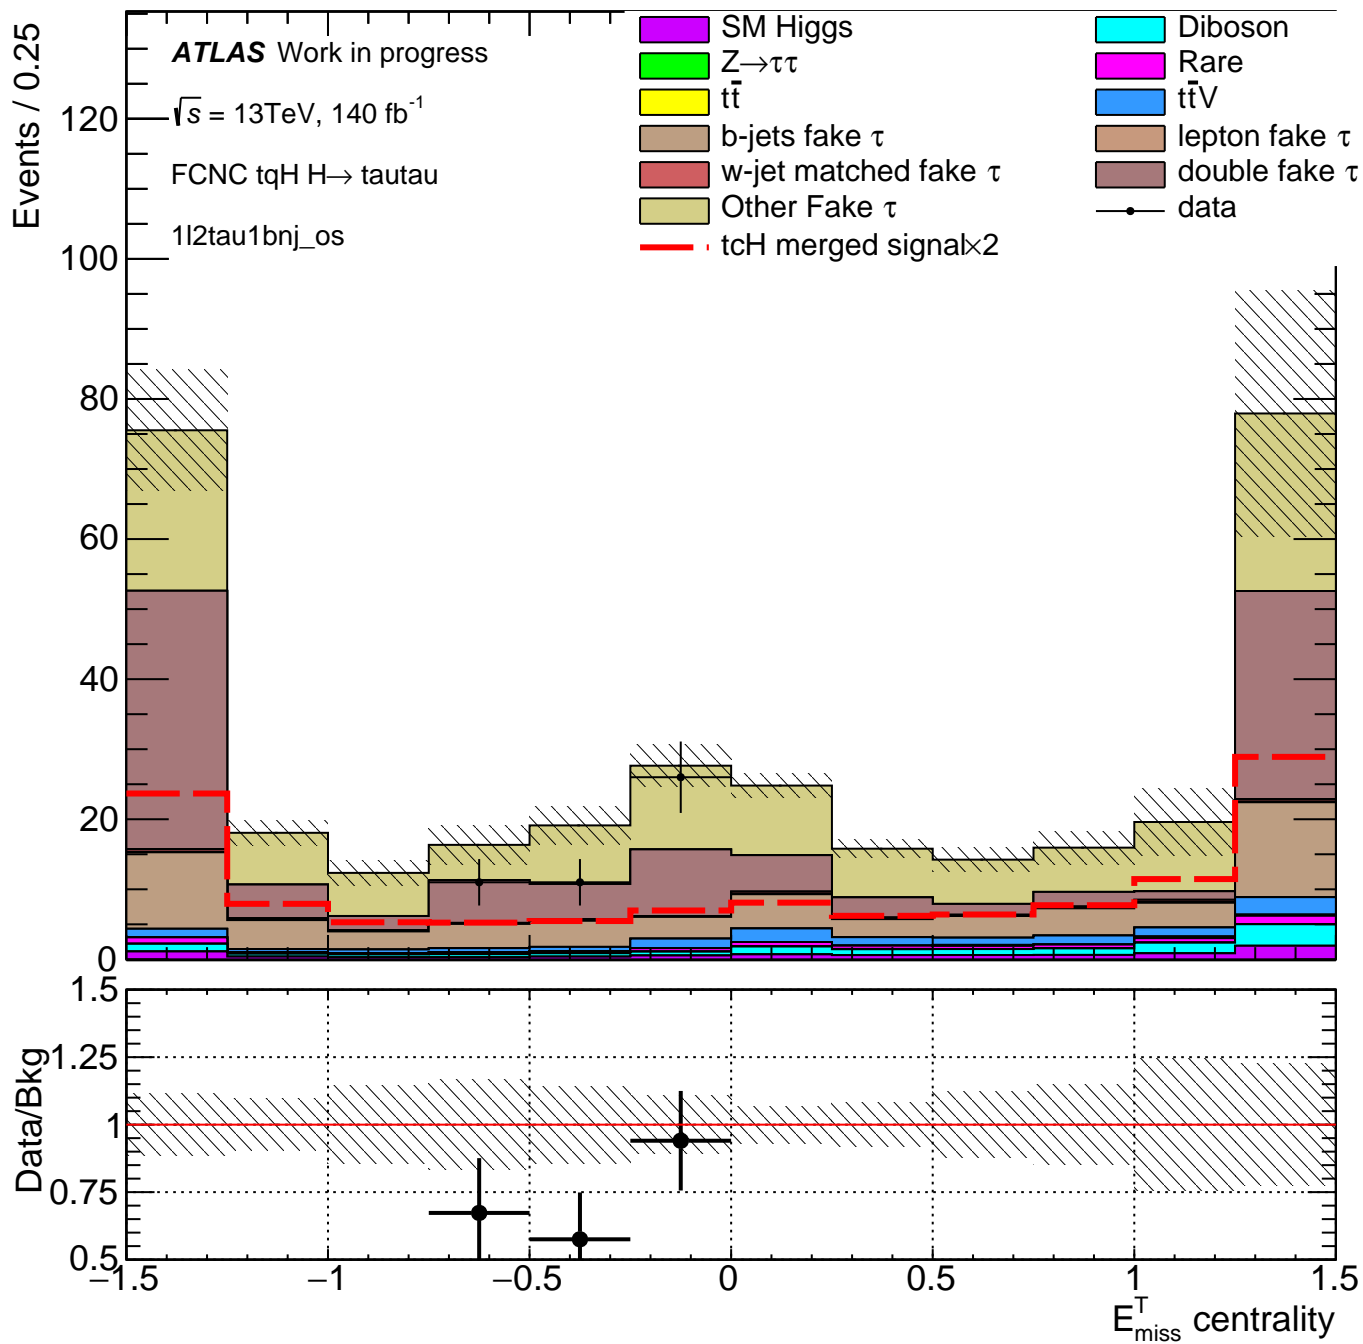 Events / 0.25
ATLAS Work in progress
√s = 13TeV, 140 fb⁻¹
FCNC tqH H→ tautau
1l2tau1bnj_os
SM Higgs
Z→ττ
tt̄
b-jets fake τ
w-jet matched fake τ
Other Fake τ
tcH merged signal×2
Diboson
Rare
tt̄V
lepton fake τ
double fake τ
data
120
100
80
60
40
20
0
Data/Bkg
1.5
1.25
1
0.75
0.5
−1.5 −1 −0.5 0 0.5 1 1.5
E^T_miss centrality